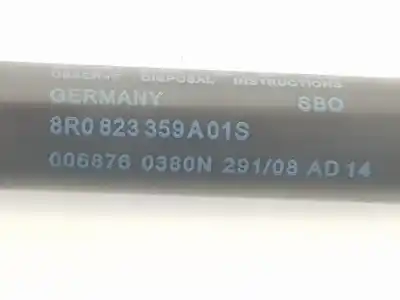 OBSERVE DISPOSAL INSTRUCTIONS
GERMANY SBO
8R0 823 359A01S
006876 0380N 291/08 AD 14